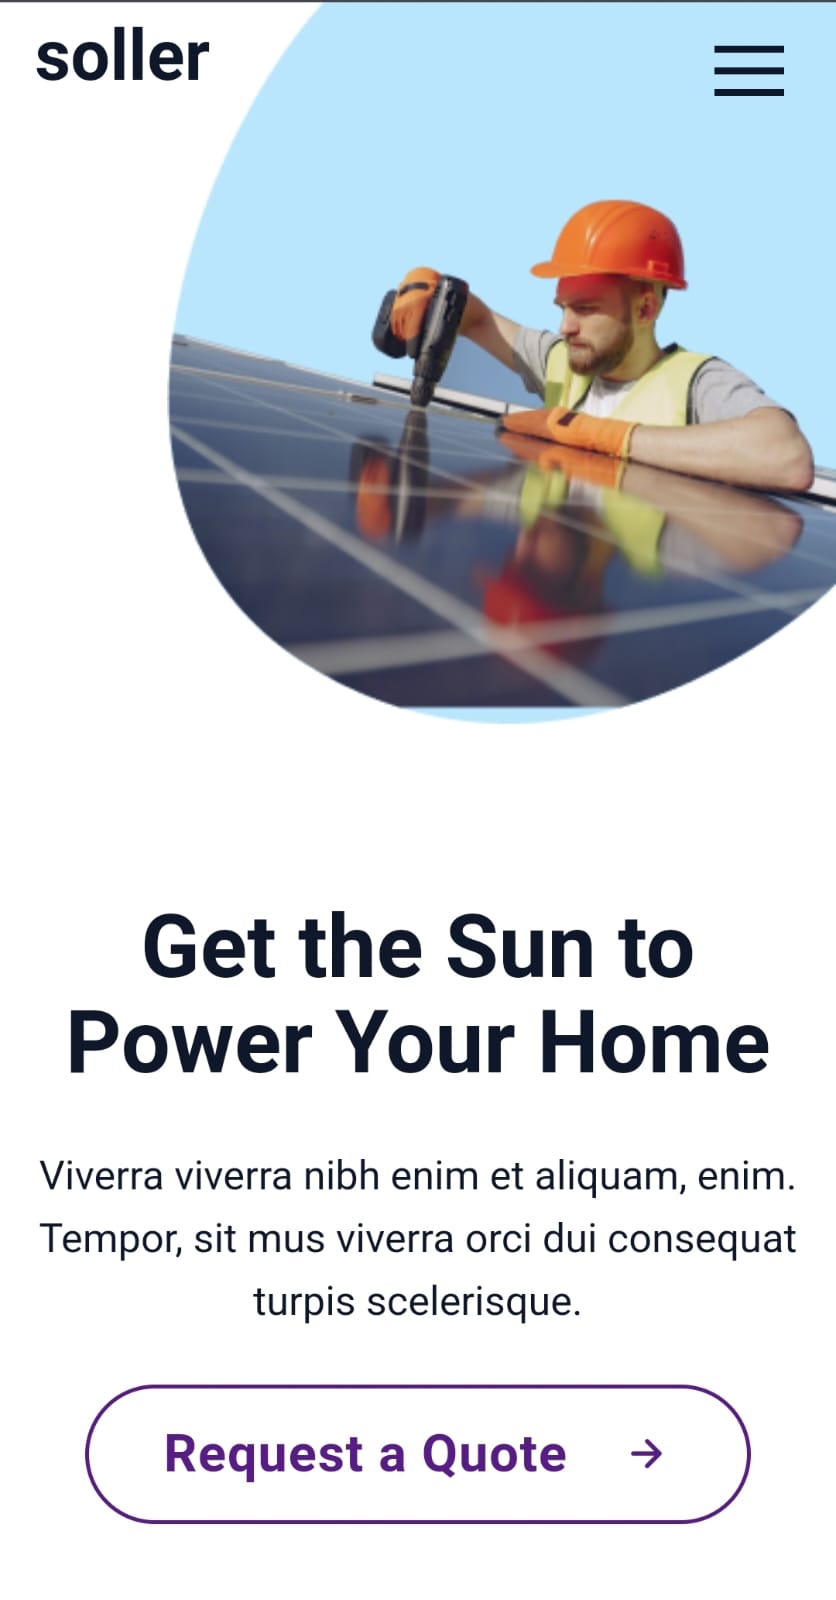 soller
Get the Sun to
Power Your Home
Viverra viverra nibh enim et aliquam, enim.
Tempor, sit mus viverra orci dui consequat
turpis scelerisque.
Request a Quote →